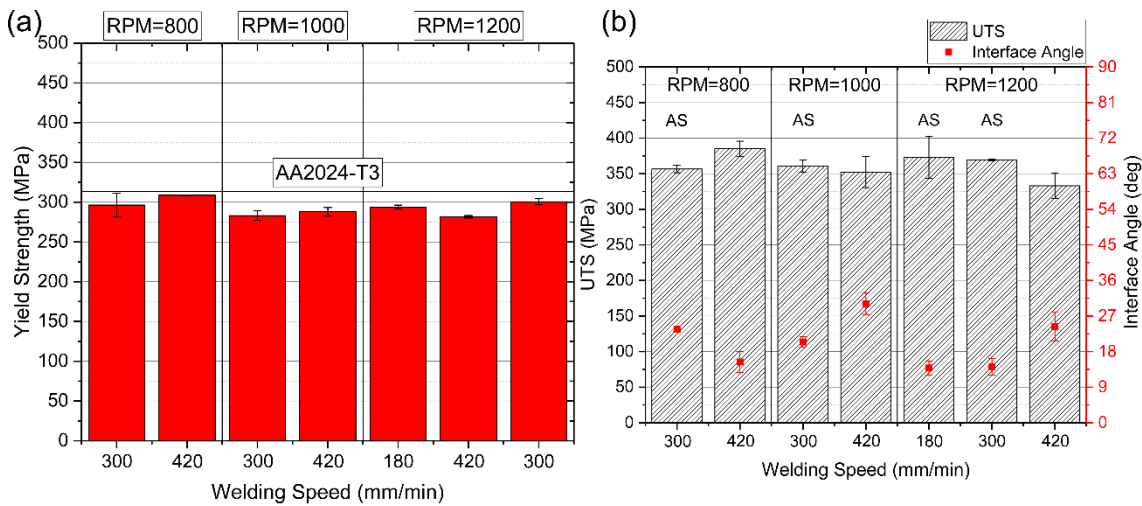 (a)
RPM=800
RPM=1000
RPM=1200
500
450
400
350
300
250
200
150
100
50
0
Yield Strength (MPa)
AA2024-T3
300
420
300
420
180
420
300
Welding Speed (mm/min)
(b)
UTS
Interface Angle
500
450
400
350
300
250
200
150
100
50
0
UTS (MPa)
RPM=800
RPM=1000
RPM=1200
AS
AS
AS
AS
90
81
72
63
54
45
36
27
18
9
0
Interface Angle (deg)
300
420
300
420
180
300
420
Welding Speed (mm/min)